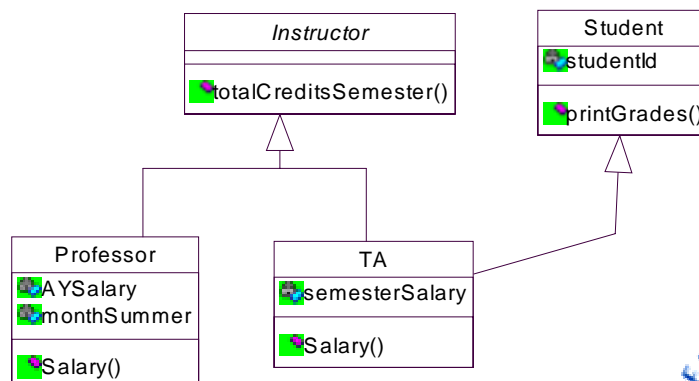 Instructor
totalCreditsSemester()
Student
studentId
printGrades()
Professor
AYSalary
monthSummer
Salary()
TA
semesterSalary
Salary()